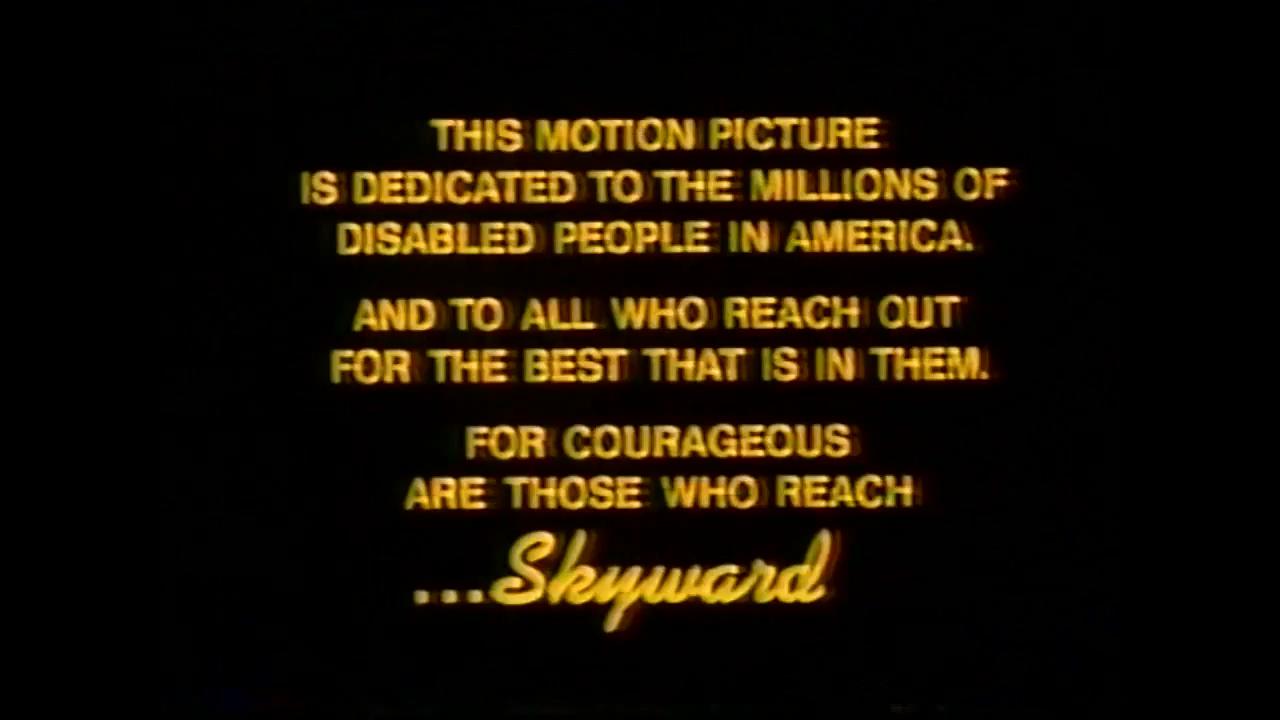 THIS MOTION PICTURE
IS DEDICATED TO THE MILLIONS OF
DISABLED PEOPLE IN AMERICA.
AND TO ALL WHO REACH OUT
FOR THE BEST THAT IS IN THEM.
FOR COURAGEOUS
ARE THOSE WHO REACH
...Skyward